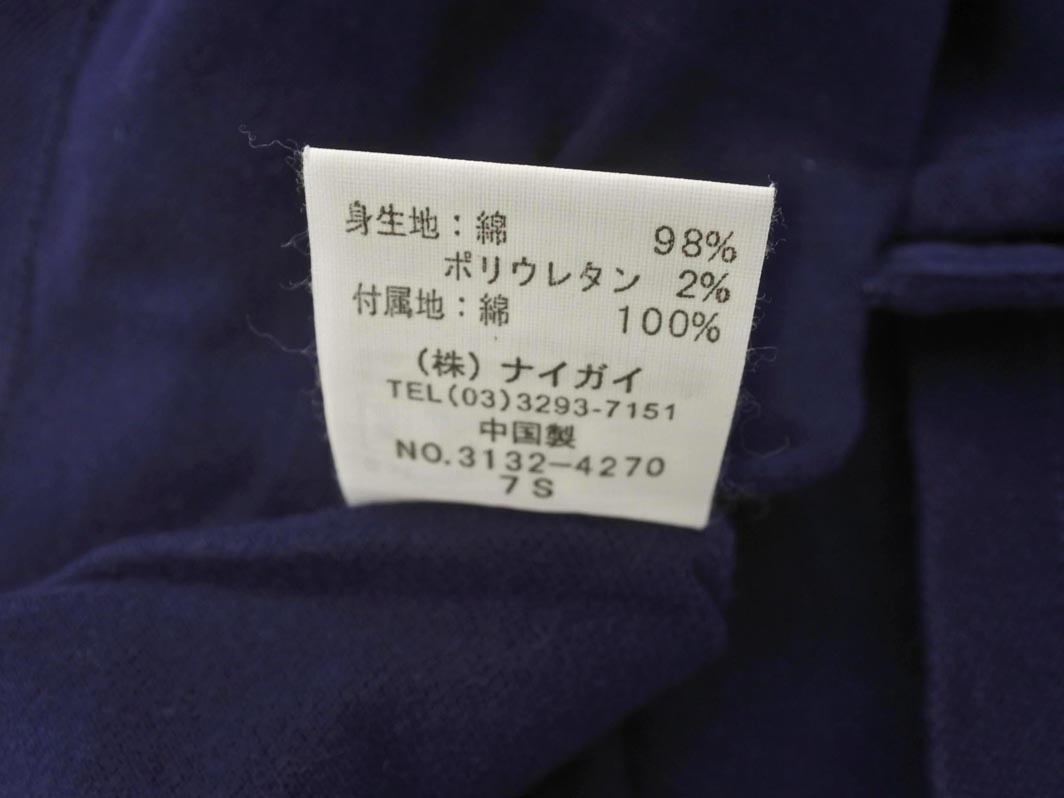 身生地：綿 98%
ポリウレタン 2%
付属地：綿 100%
(株) ナイガイ
TEL(03)3293-7151
中国製
NO.3132-4270
7 S